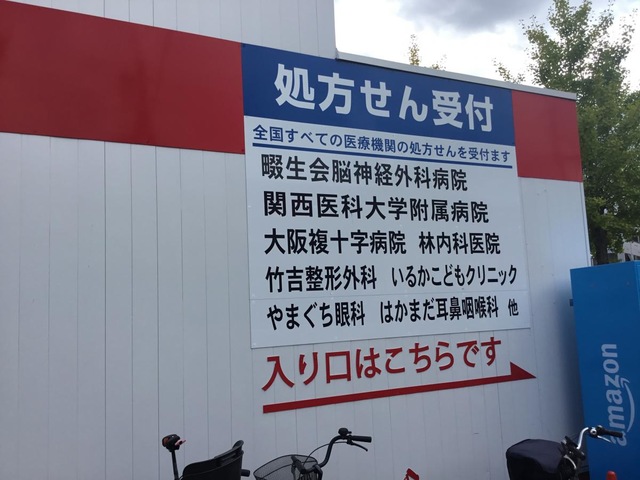 処方せん受付
全国すべての医療機関の処方せんを受付ます
畷生会脳神経外科病院
関西医科大学附属病院
大阪複十字病院 林内科医院
竹吉整形外科 いるかこどもクリニック
やまぐち眼科 はかまだ耳鼻咽喉科 他
入り口はこちらです
amazon